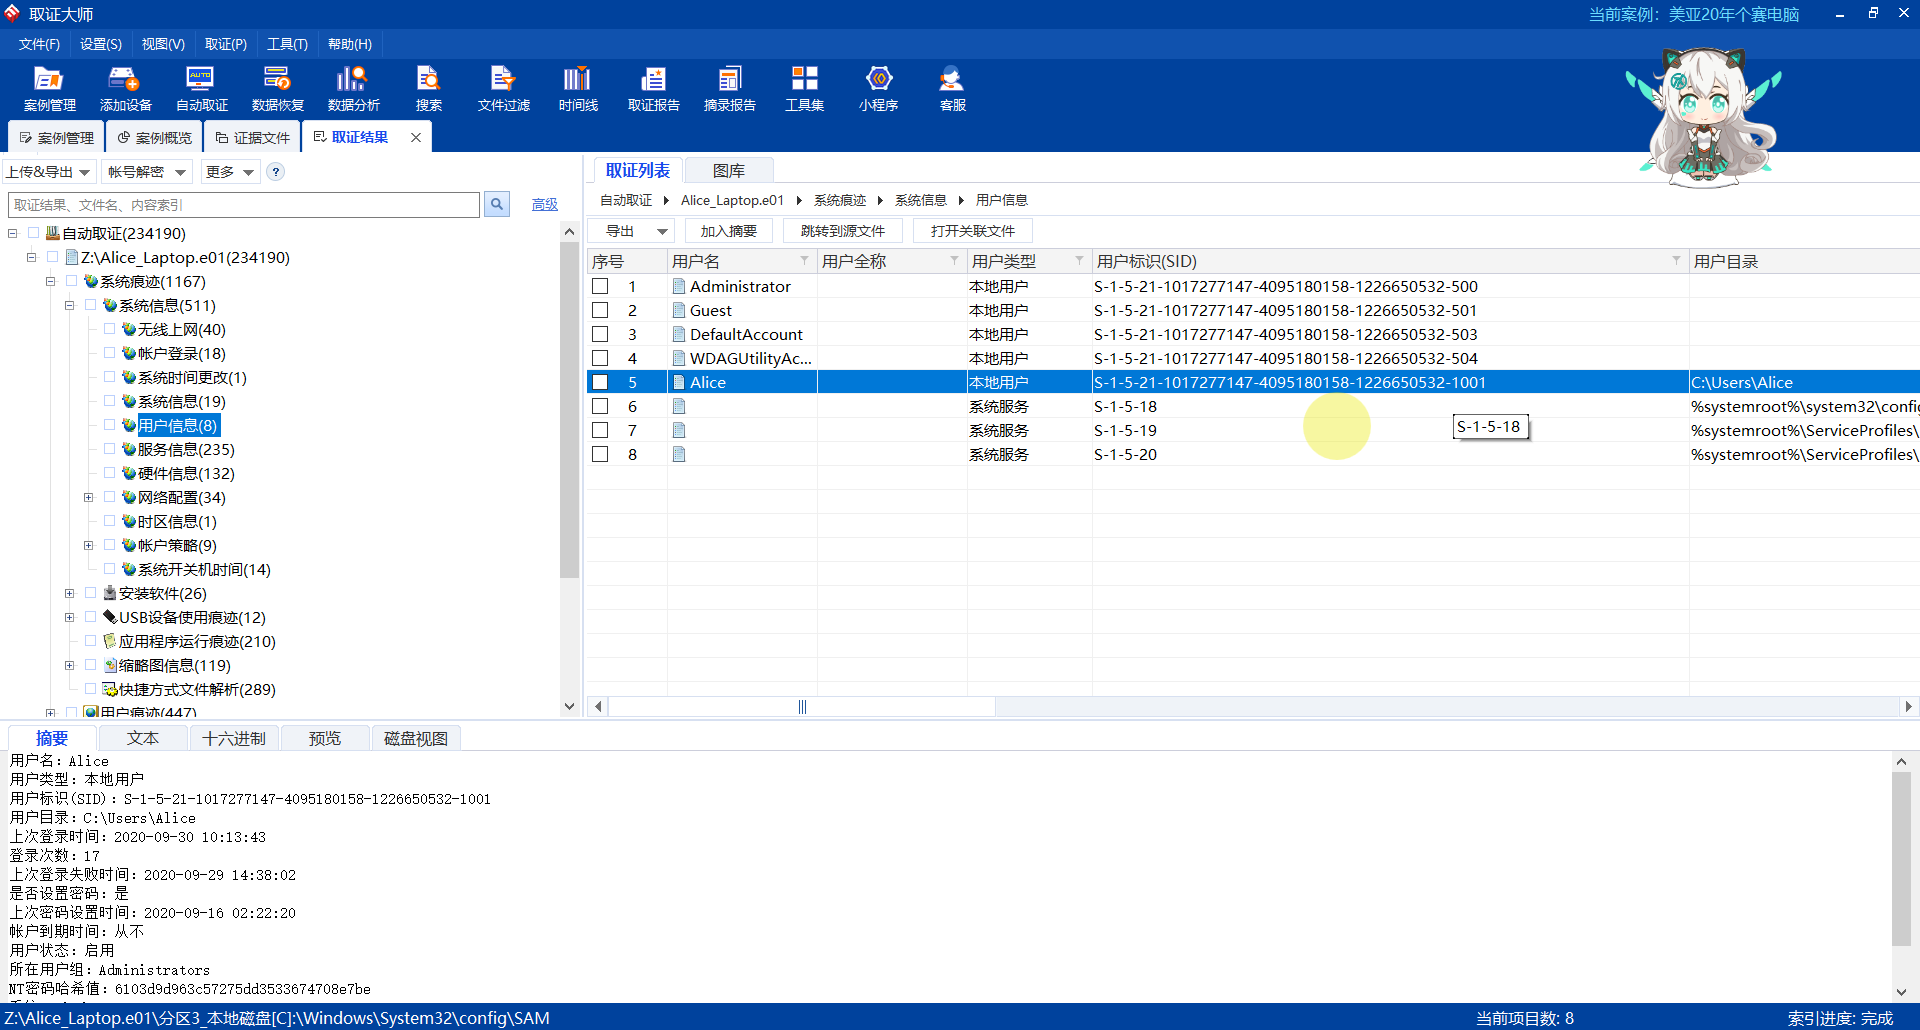 取证大师
当前案例：美亚20年个赛电脑
文件(F) 设置(S) 视图(V) 取证(P) 工具(T) 帮助(H)
案例管理 添加设备 自动取证 数据恢复 数据分析 搜索 文件过滤 时间线 取证报告 摘录报告 工具集 小程序 客服
案例管理 案例概览 证据文件 取证结果
上传&导出 帐号解密 更多 ?
取证结果、文件名、内容索引 高级
自动取证(234190)
Z:\Alice_Laptop.e01(234190)
系统痕迹(1167)
系统信息(511)
无线上网(40)
帐户登录(18)
系统时间更改(1)
系统信息(19)
用户信息(8)
服务信息(235)
硬件信息(132)
网络配置(34)
时区信息(1)
帐户策略(9)
系统开关机时间(14)
安装软件(26)
USB设备使用痕迹(12)
应用程序运行痕迹(210)
缩略图信息(119)
快捷方式文件解析(289)
用户痕迹(447)
取证列表 图库
自动取证 Alice_Laptop.e01 系统痕迹 系统信息 用户信息
导出 加入摘要 跳转到源文件 打开关联文件
序号 用户名 用户全称 用户类型 用户标识(SID) 用户目录
1 Administrator 本地用户 S-1-5-21-1017277147-4095180158-1226650532-500
2 Guest 本地用户 S-1-5-21-1017277147-4095180158-1226650532-501
3 DefaultAccount 本地用户 S-1-5-21-1017277147-4095180158-1226650532-503
4 WDAGUtilityAc... 本地用户 S-1-5-21-1017277147-4095180158-1226650532-504
5 Alice 本地用户 S-1-5-21-1017277147-4095180158-1226650532-1001 C:\Users\Alice
6 系统服务 S-1-5-18 %systemroot%\system32\config
7 系统服务 S-1-5-19 %systemroot%\ServiceProfiles\
8 系统服务 S-1-5-20 %systemroot%\ServiceProfiles\
S-1-5-18
摘要 文本 十六进制 预览 磁盘视图
用户名：Alice
用户类型：本地用户
用户标识(SID)：S-1-5-21-1017277147-4095180158-1226650532-1001
用户目录：C:\Users\Alice
上次登录时间：2020-09-30 10:13:43
登录次数：17
上次登录失败时间：2020-09-29 14:38:02
是否设置密码：是
上次密码设置时间：2020-09-16 02:22:20
帐户到期时间：从不
用户状态：启用
所在用户组：Administrators
NT密码哈希值：6103d9d963c57275dd3533674708e7be
Z:\Alice_Laptop.e01\分区3_本地磁盘[C]:\Windows\System32\config\SAM
当前项目数: 8 索引进度: 完成